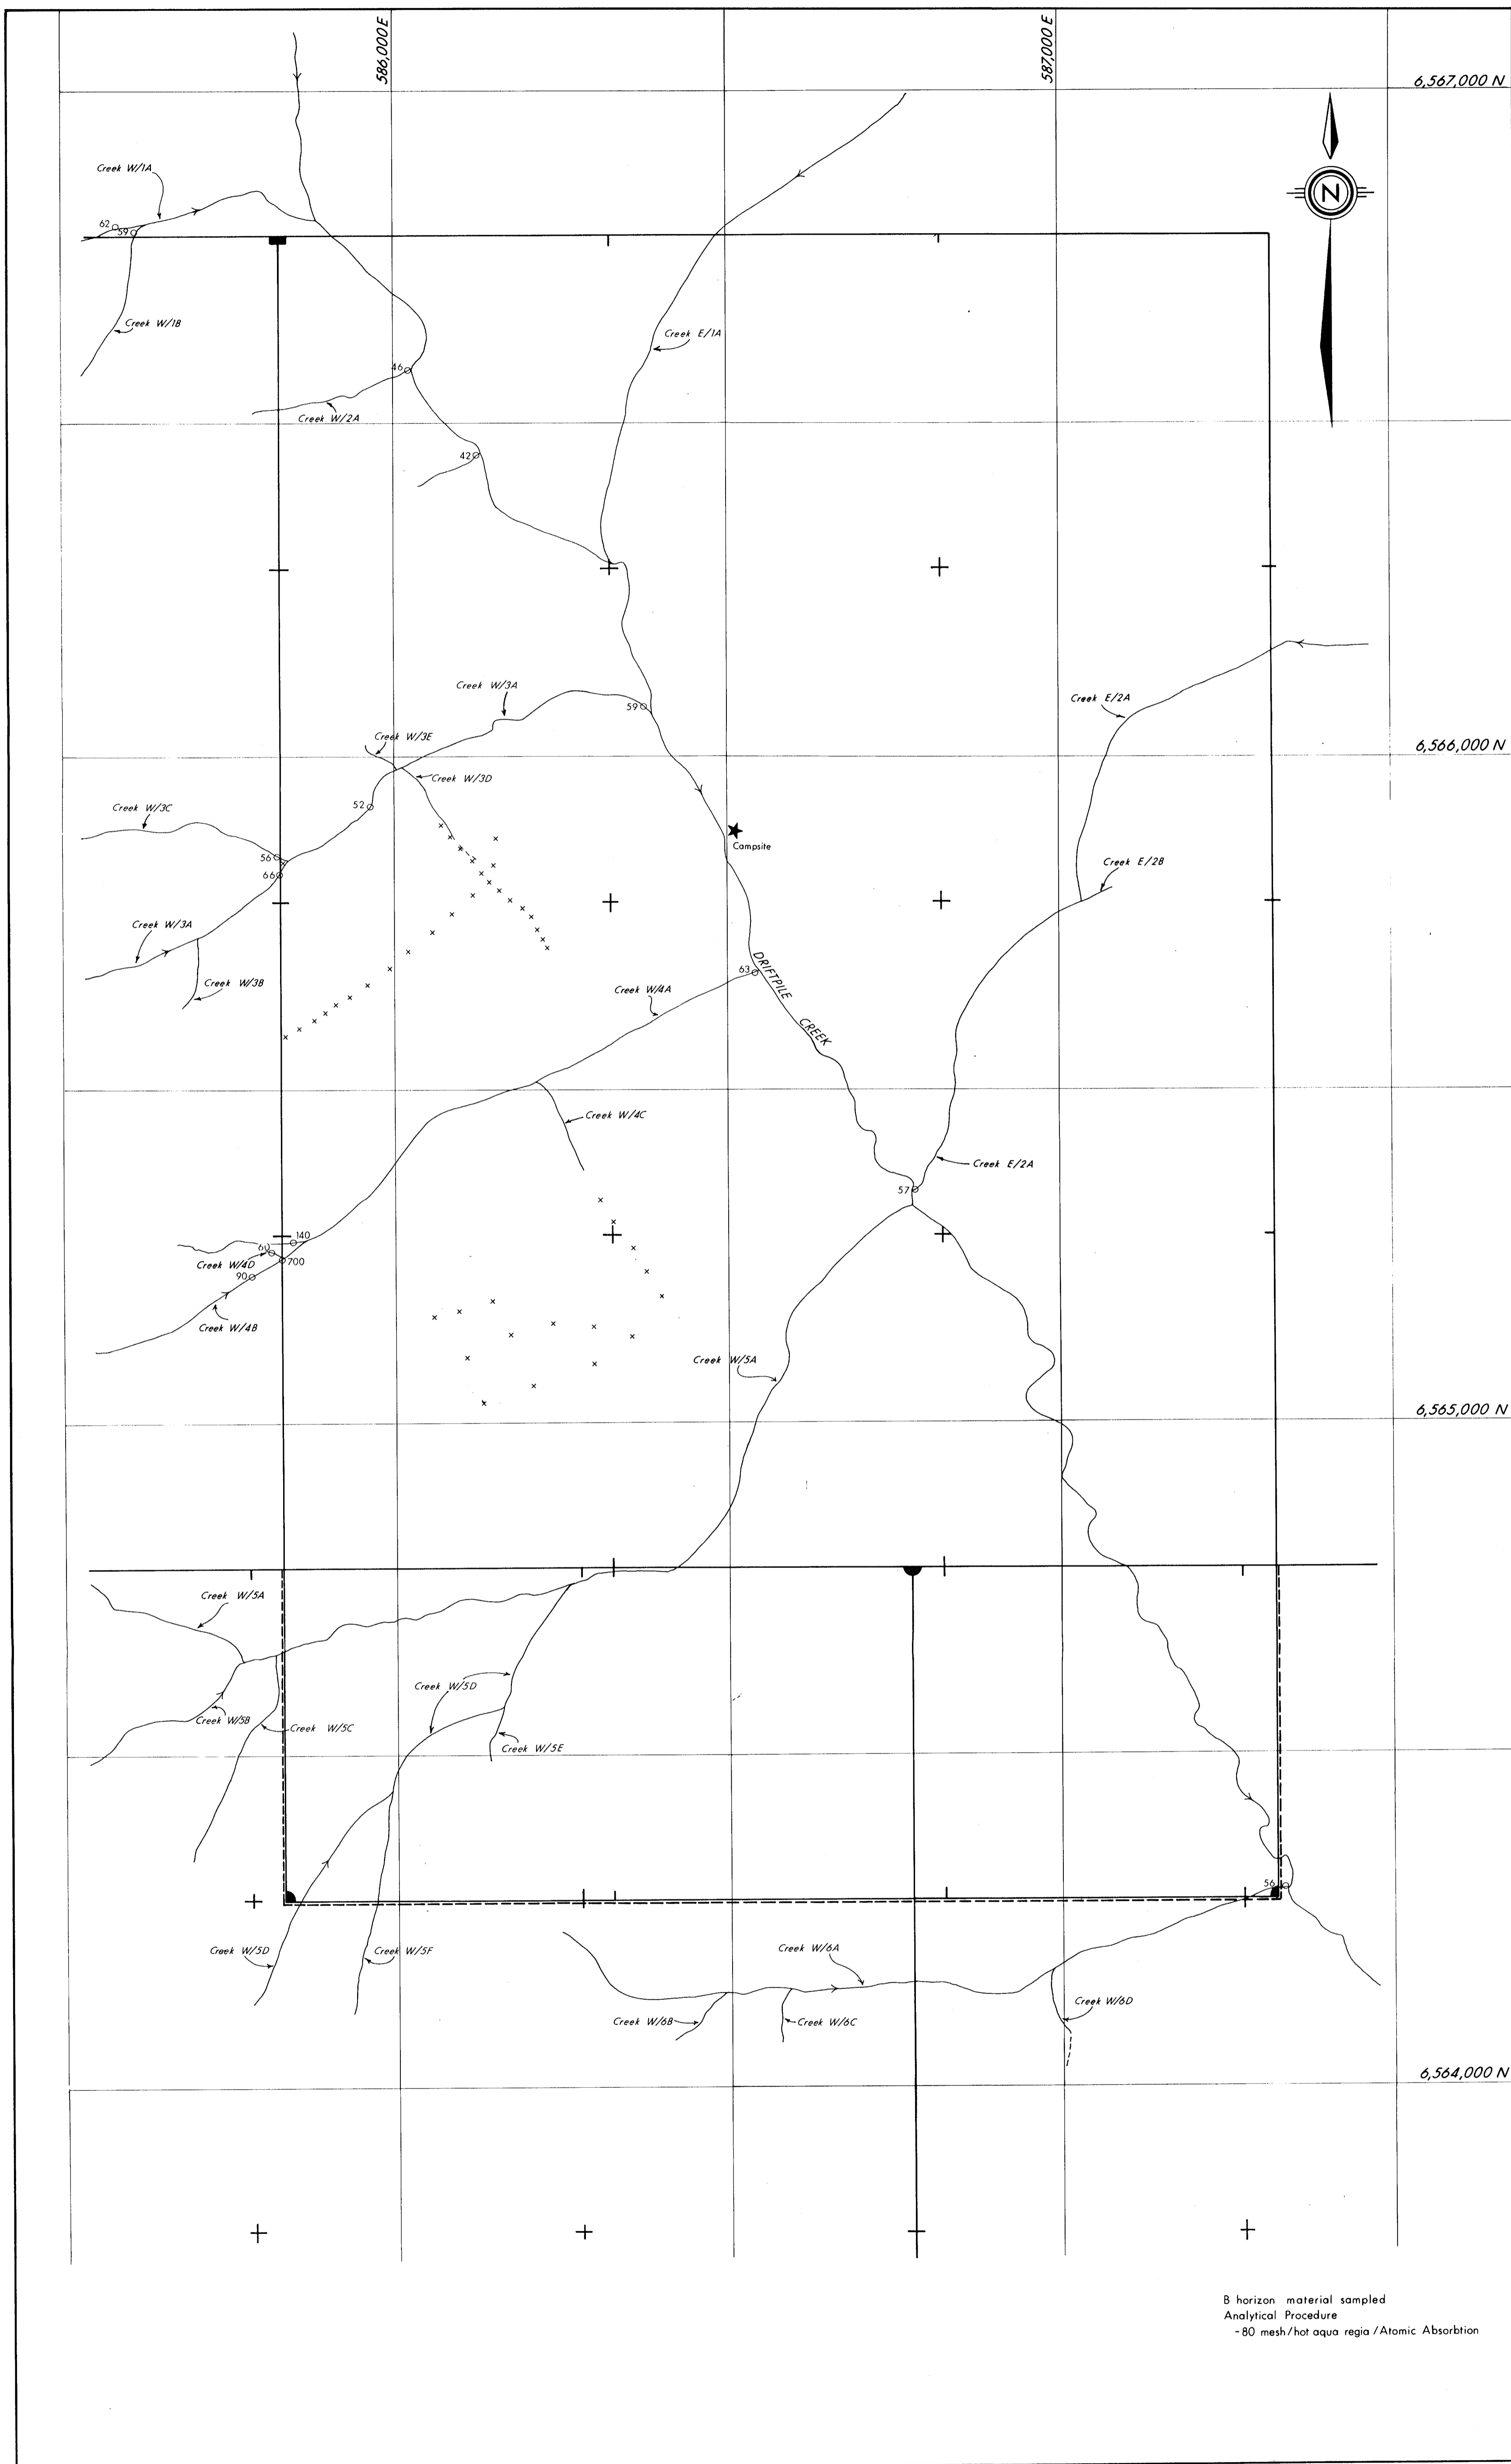 586,000 E
587,000 E
6,567,000 N
Creek W/1A
N
62
59
Creek W/1B
Creek E/1A
46
Creek W/2A
42
Creek W/3A
59
Creek E/2A
Creek W/3E
6,566,000 N
Creek W/3D
52
Creek W/3C
Campsite
56
66
Creek E/2B
Creek W/3A
63
DRIFTPILE
CREEK
Creek W/3B
Creek W/4A
Creek W/4C
Creek E/2A
57
140
60
Creek W/4D
700
90
Creek W/4B
Creek W/5A
6,565,000 N
Creek W/5A
Creek W/5D
Creek W/5B
Creek W/5C
Creek W/5E
56
Creek W/5D
Creek W/5F
Creek W/6A
Creek W/6B
Creek W/6C
Creek W/6D
6,564,000 N
B horizon material sampled
Analytical Procedure
-80 mesh/hot aqua regia/Atomic Absorbtion